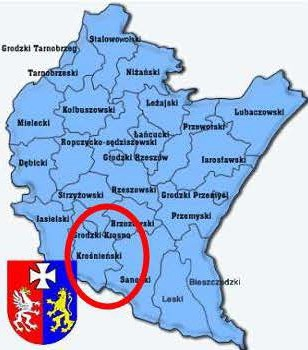 Stalowowolski
Grodzki Tarnobrzeg
Tarnobrzeski
Niżański
Kolbuszowski
Leżajski
Lubaczowski
Mielecki
Łańcucki
Przeworski
Ropczycko-sędziszewski
Dębicki
Grodzki Rzeszów
Jarosławski
Rzeszowski
Strzyżowski
Grodzki Przemyśl
Jasielski
Brzozowski
Przemyski
Grodzki Krosno
Krośnieński
Sanocki
Bieszczadzki
Leski